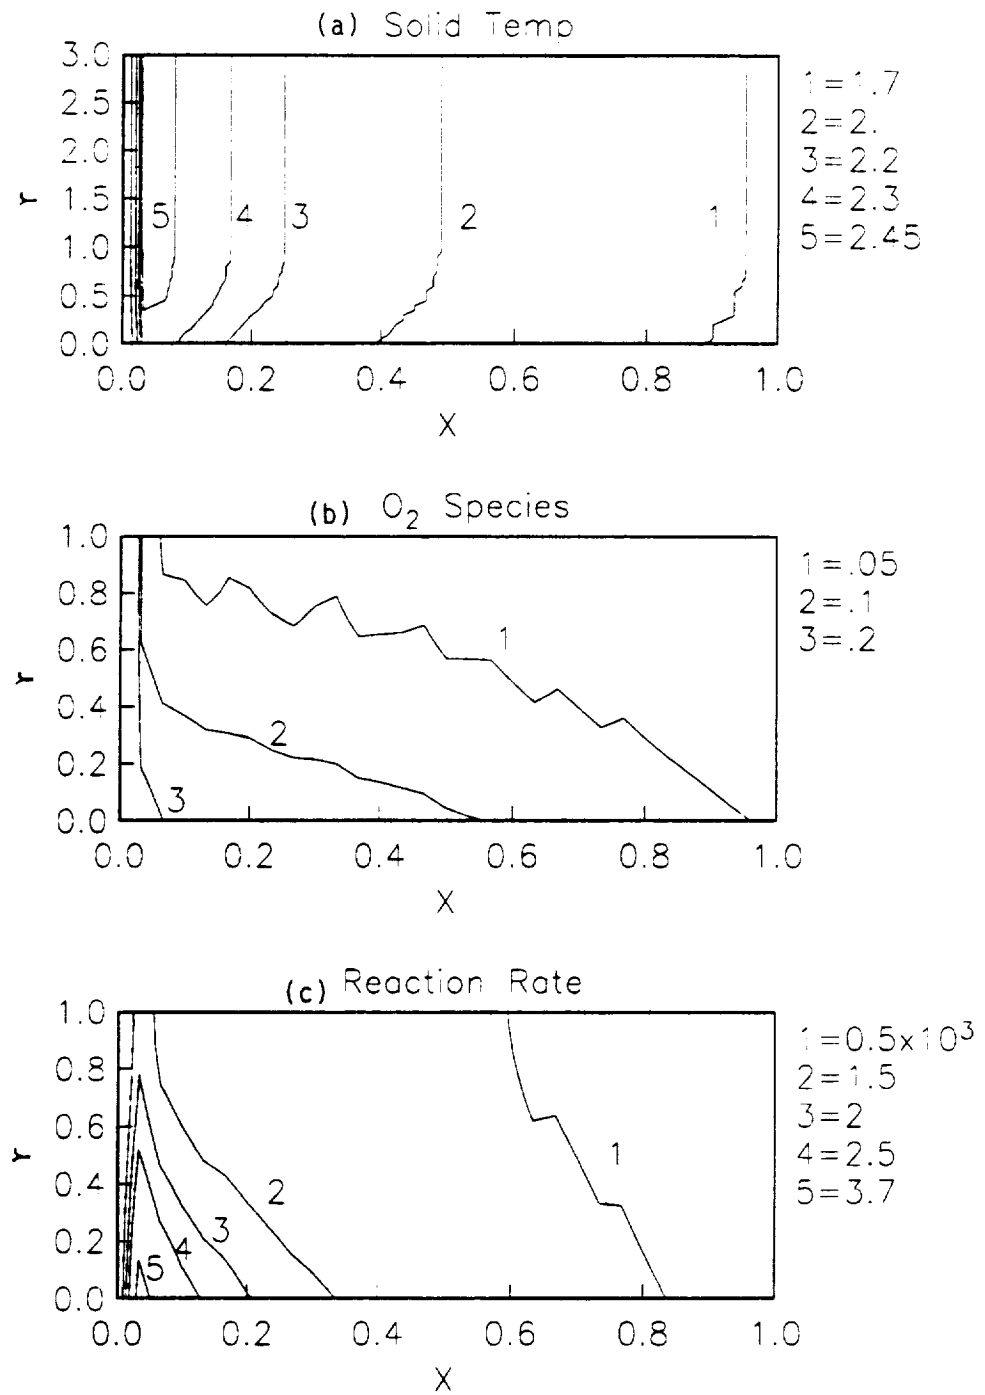 (a) Solid Temp
3.0
2.5
2.0
1.5
1.0
0.5
0.0
r
5 4 3 2 1
0.0 0.2 0.4 0.6 0.8 1.0
X
1=1.7
2=2.
3=2.2
4=2.3
5=2.45
(b) O₂ Species
1.0
0.8
0.6
0.4
0.2
0.0
r
1
2
3
0.0 0.2 0.4 0.6 0.8 1.0
X
1=.05
2=.1
3=.2
(c) Reaction Rate
1.0
0.8
0.6
0.4
0.2
0.0
r
1
2
3
4
5
0.0 0.2 0.4 0.6 0.8 1.0
X
1=0.5x10³
2=1.5
3=2
4=2.5
5=3.7